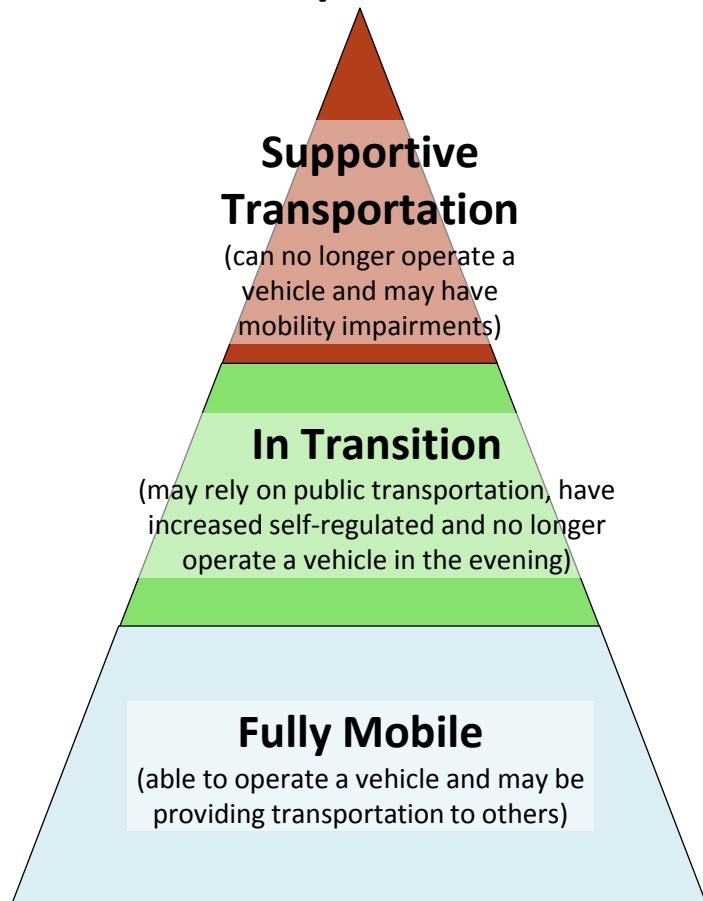 Supportive
Transportation
(can no longer operate a
vehicle and may have
mobility impairments)
In Transition
(may rely on public transportation, have
increased self-regulated and no longer
operate a vehicle in the evening)
Fully Mobile
(able to operate a vehicle and may be
providing transportation to others)